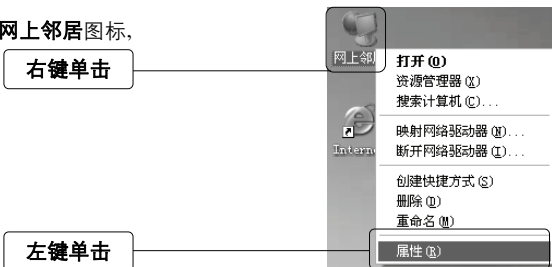 网上邻居图标,
右键单击
网上邻
打开(O)
资源管理器(X)
搜索计算机(C)...
映射网络驱动器(N)...
断开网络驱动器(I)...
Intern
创建快捷方式(S)
删除(D)
重命名(M)
左键单击
属性(R)